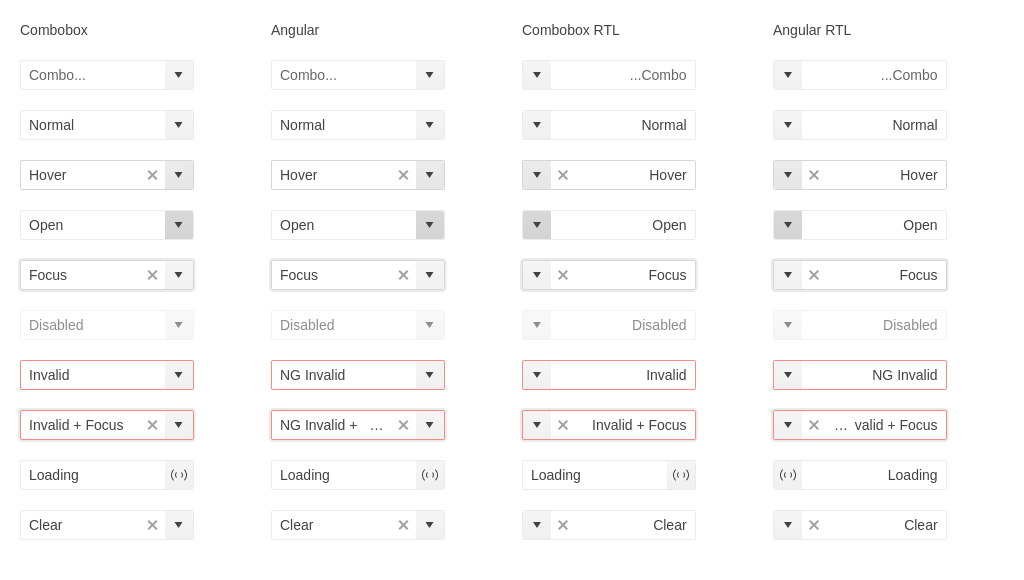 Combobox Angular Combobox RTL Angular RTL
Combo... Combo... ...Combo ...Combo
Normal Normal Normal Normal
Hover Hover Hover Hover
Open Open Open Open
Focus Focus Focus Focus
Disabled Disabled Disabled Disabled
Invalid NG Invalid Invalid NG Invalid
Invalid + Focus NG Invalid + ... Invalid + Focus ... valid + Focus
Loading Loading Loading Loading
Clear Clear Clear Clear